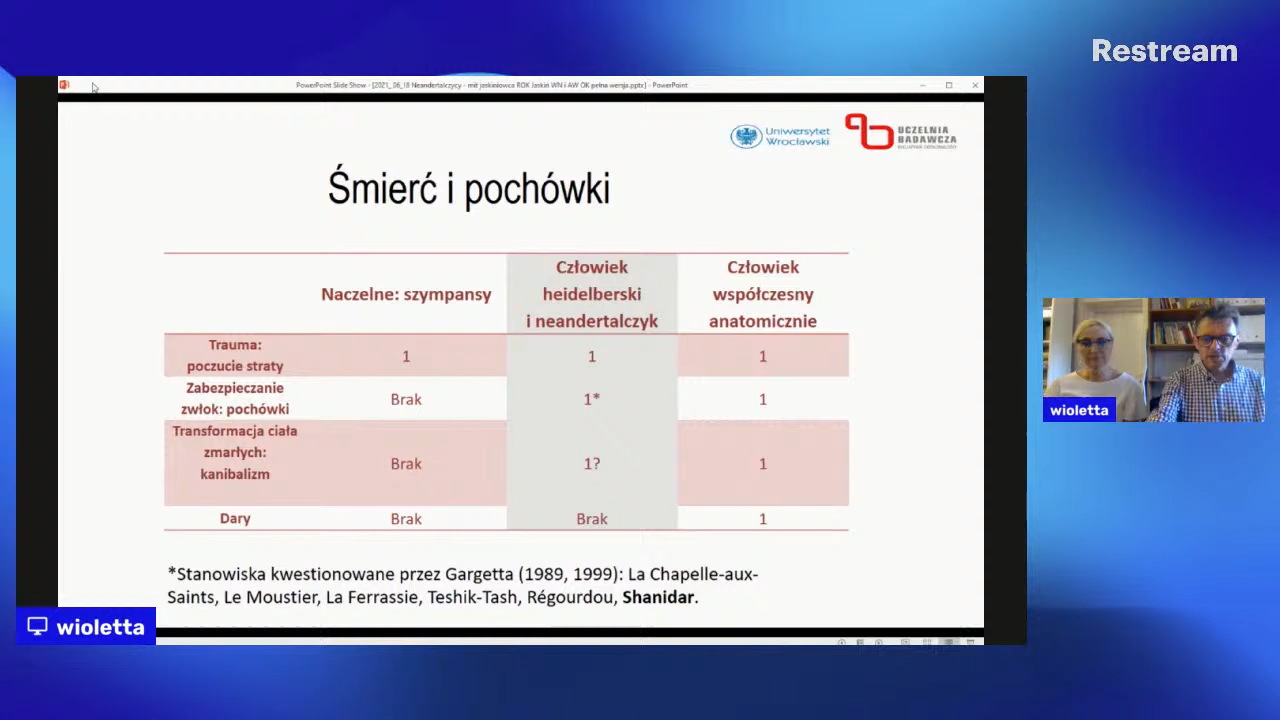 Restream
PowerPoint Slide Show - [2021_06_18 Neandertalczycy - mit jaskiniowca ROK Jaskin WN i AW OK pełna wersja.pptx] - PowerPoint
Uniwersytet
Wrocławski
UCZELNIA
BADAWCZA
Śmierć i pochówki
Naczelne: szympansy
Człowiek
heidelberski
i neandertalczyk
Człowiek
współczesny
anatomicznie
Trauma:
poczucie straty
1
1
1
Zabezpieczanie
zwłok: pochówki
Brak
1*
1
Transformacja ciała
zmarłych:
kanibalizm
Brak
1?
1
Dary
Brak
Brak
1
*Stanowiska kwestionowane przez Gargetta (1989, 1999): La Chapelle-aux-
Saints, Le Moustier, La Ferrassie, Teshik-Tash, Régourdou, Shanidar.
wioletta
wioletta